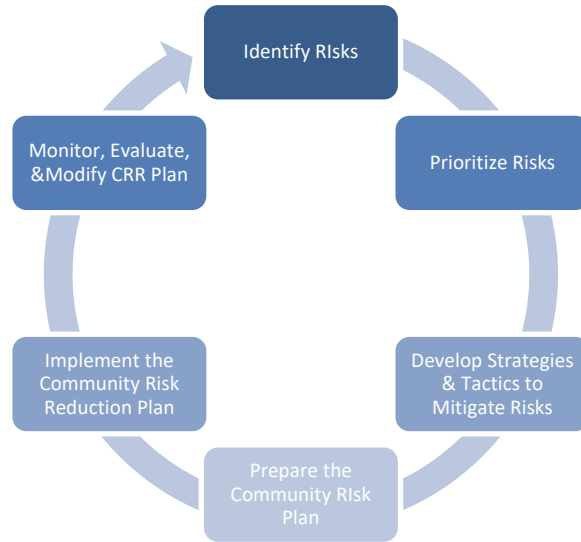 Identify RIsks
Prioritize Risks
Develop Strategies
& Tactics to
Mitigate Risks
Prepare the
Community RIsk
Plan
Implement the
Community Risk
Reduction Plan
Monitor, Evaluate,
&Modify CRR Plan